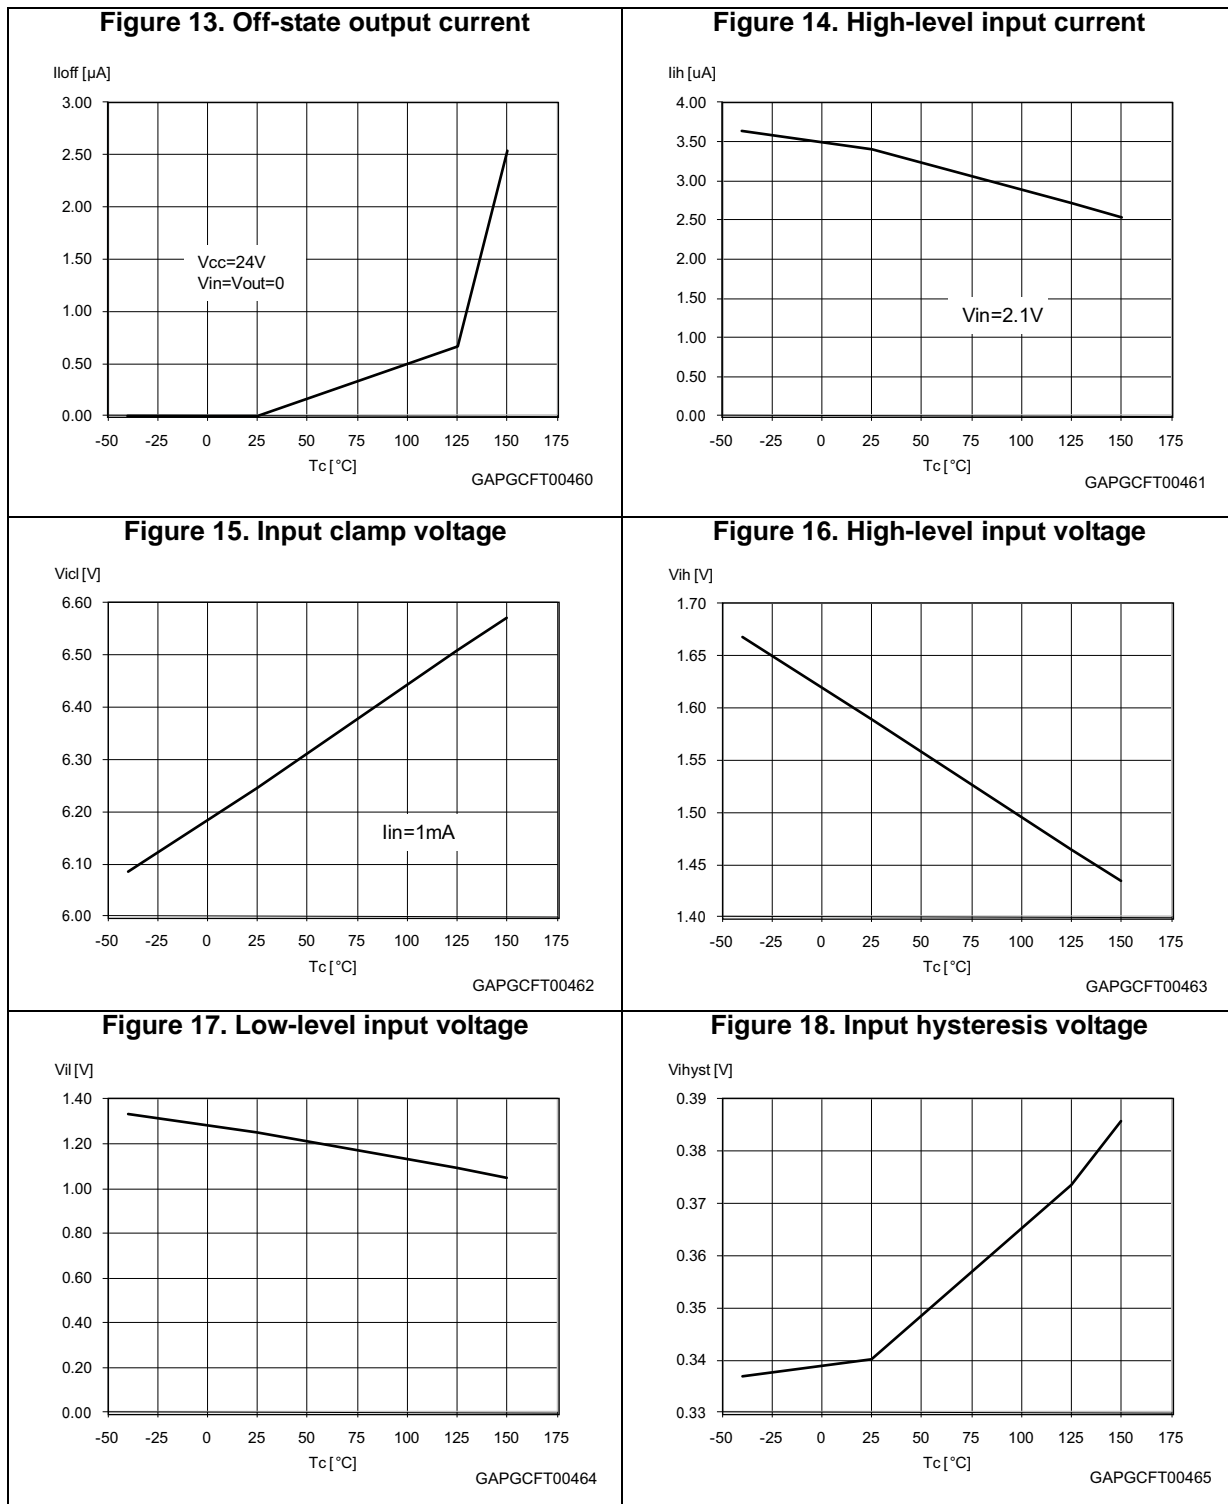 Figure 13. Off-state output current
Iloff [µA]
3.00
2.50
2.00
1.50
1.00
0.50
0.00
Vcc=24V
Vin=Vout=0
-50 -25 0 25 50 75 100 125 150 175
Tc [°C]
GAPGCFT00460
Figure 14. High-level input current
Iih [uA]
4.00
3.50
3.00
2.50
2.00
1.50
1.00
0.50
0.00
Vin=2.1V
-50 -25 0 25 50 75 100 125 150 175
Tc [°C]
GAPGCFT00461
Figure 15. Input clamp voltage
Vicl [V]
6.60
6.50
6.40
6.30
6.20
6.10
6.00
Iin=1mA
-50 -25 0 25 50 75 100 125 150 175
Tc [°C]
GAPGCFT00462
Figure 16. High-level input voltage
Vih [V]
1.70
1.65
1.60
1.55
1.50
1.45
1.40
-50 -25 0 25 50 75 100 125 150 175
Tc [°C]
GAPGCFT00463
Figure 17. Low-level input voltage
Vil [V]
1.40
1.20
1.00
0.80
0.60
0.40
0.20
0.00
-50 -25 0 25 50 75 100 125 150 175
Tc [°C]
GAPGCFT00464
Figure 18. Input hysteresis voltage
Vihyst [V]
0.39
0.38
0.37
0.36
0.35
0.34
0.33
-50 -25 0 25 50 75 100 125 150 175
Tc [°C]
GAPGCFT00465